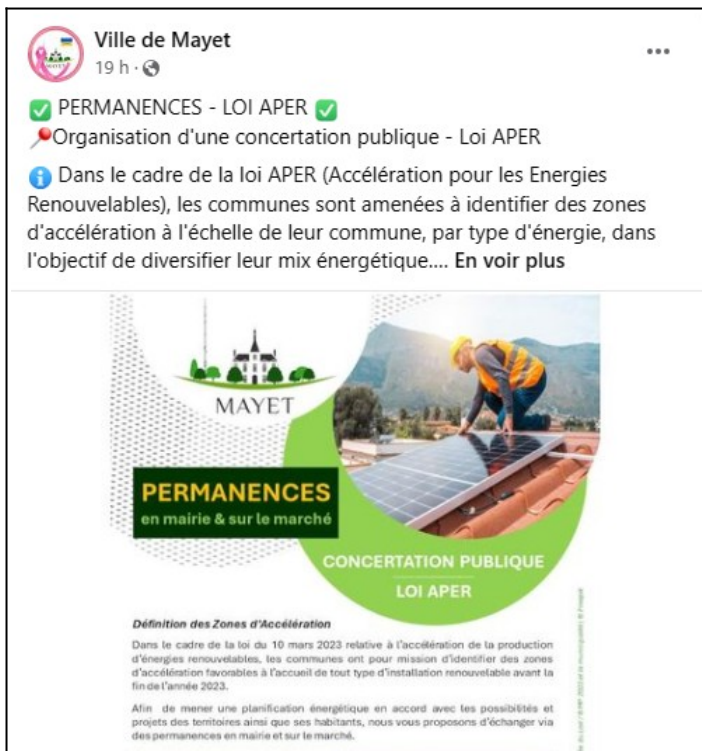 Ville de Mayet
19 h ·
PERMANENCES - LOI APER
Organisation d'une concertation publique - Loi APER
Dans le cadre de la loi APER (Accélération pour les Energies
Renouvelables), les communes sont amenées à identifier des zones
d'accélération à l'échelle de leur commune, par type d'énergie, dans
l'objectif de diversifier leur mix énergétique.... En voir plus
MAYET
PERMANENCES
en mairie & sur le marché
CONCERTATION PUBLIQUE
LOI APER
Définition des Zones d'Accélération
Dans le cadre de la loi du 10 mars 2023 relative à l'accélération de la production
d'énergies renouvelables, les communes ont pour mission d'identifier des zones
d'accélération favorables à l'accueil de tout type d'installation renouvelable avant la
fin de l'année 2023.
Afin de mener une planification énergétique en accord avec les possibilités et
projets des territoires ainsi que ses habitants, nous vous proposons d'échanger via
des permanences en mairie et sur le marché.